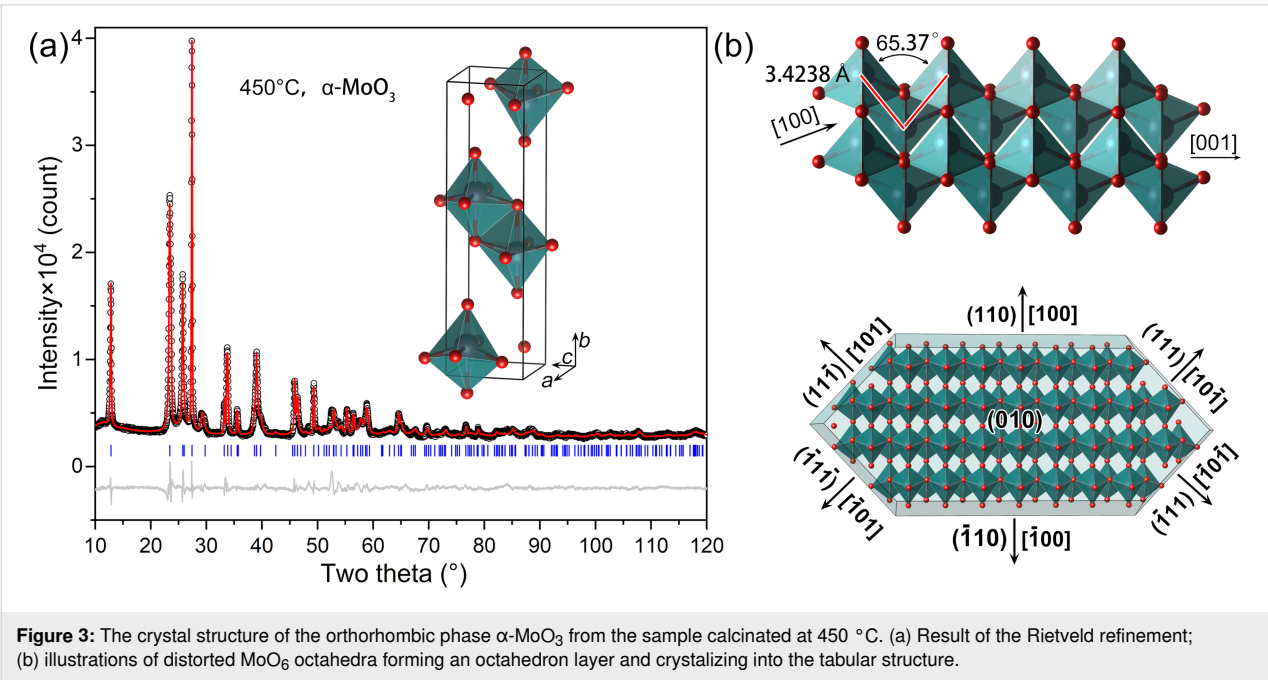 (a)
450°C, α-MoO₃
Intensity×10⁴ (count)
4
3
2
1
0
10 20 30 40 50 60 70 80 90 100 110 120
Two theta (°)
b
c
a
(b)
65.37°
3.4238 Å
[100]
[001]
(110) [100]
(111̄) [101]
(111) [101̄]
(010)
(1̄11̄) [1̄01]
(1̄11) [1̄01̄]
(1̄10) [1̄00]
Figure 3: The crystal structure of the orthorhombic phase α-MoO₃ from the sample calcinated at 450 °C. (a) Result of the Rietveld refinement;
(b) illustrations of distorted MoO₆ octahedra forming an octahedron layer and crystalizing into the tabular structure.